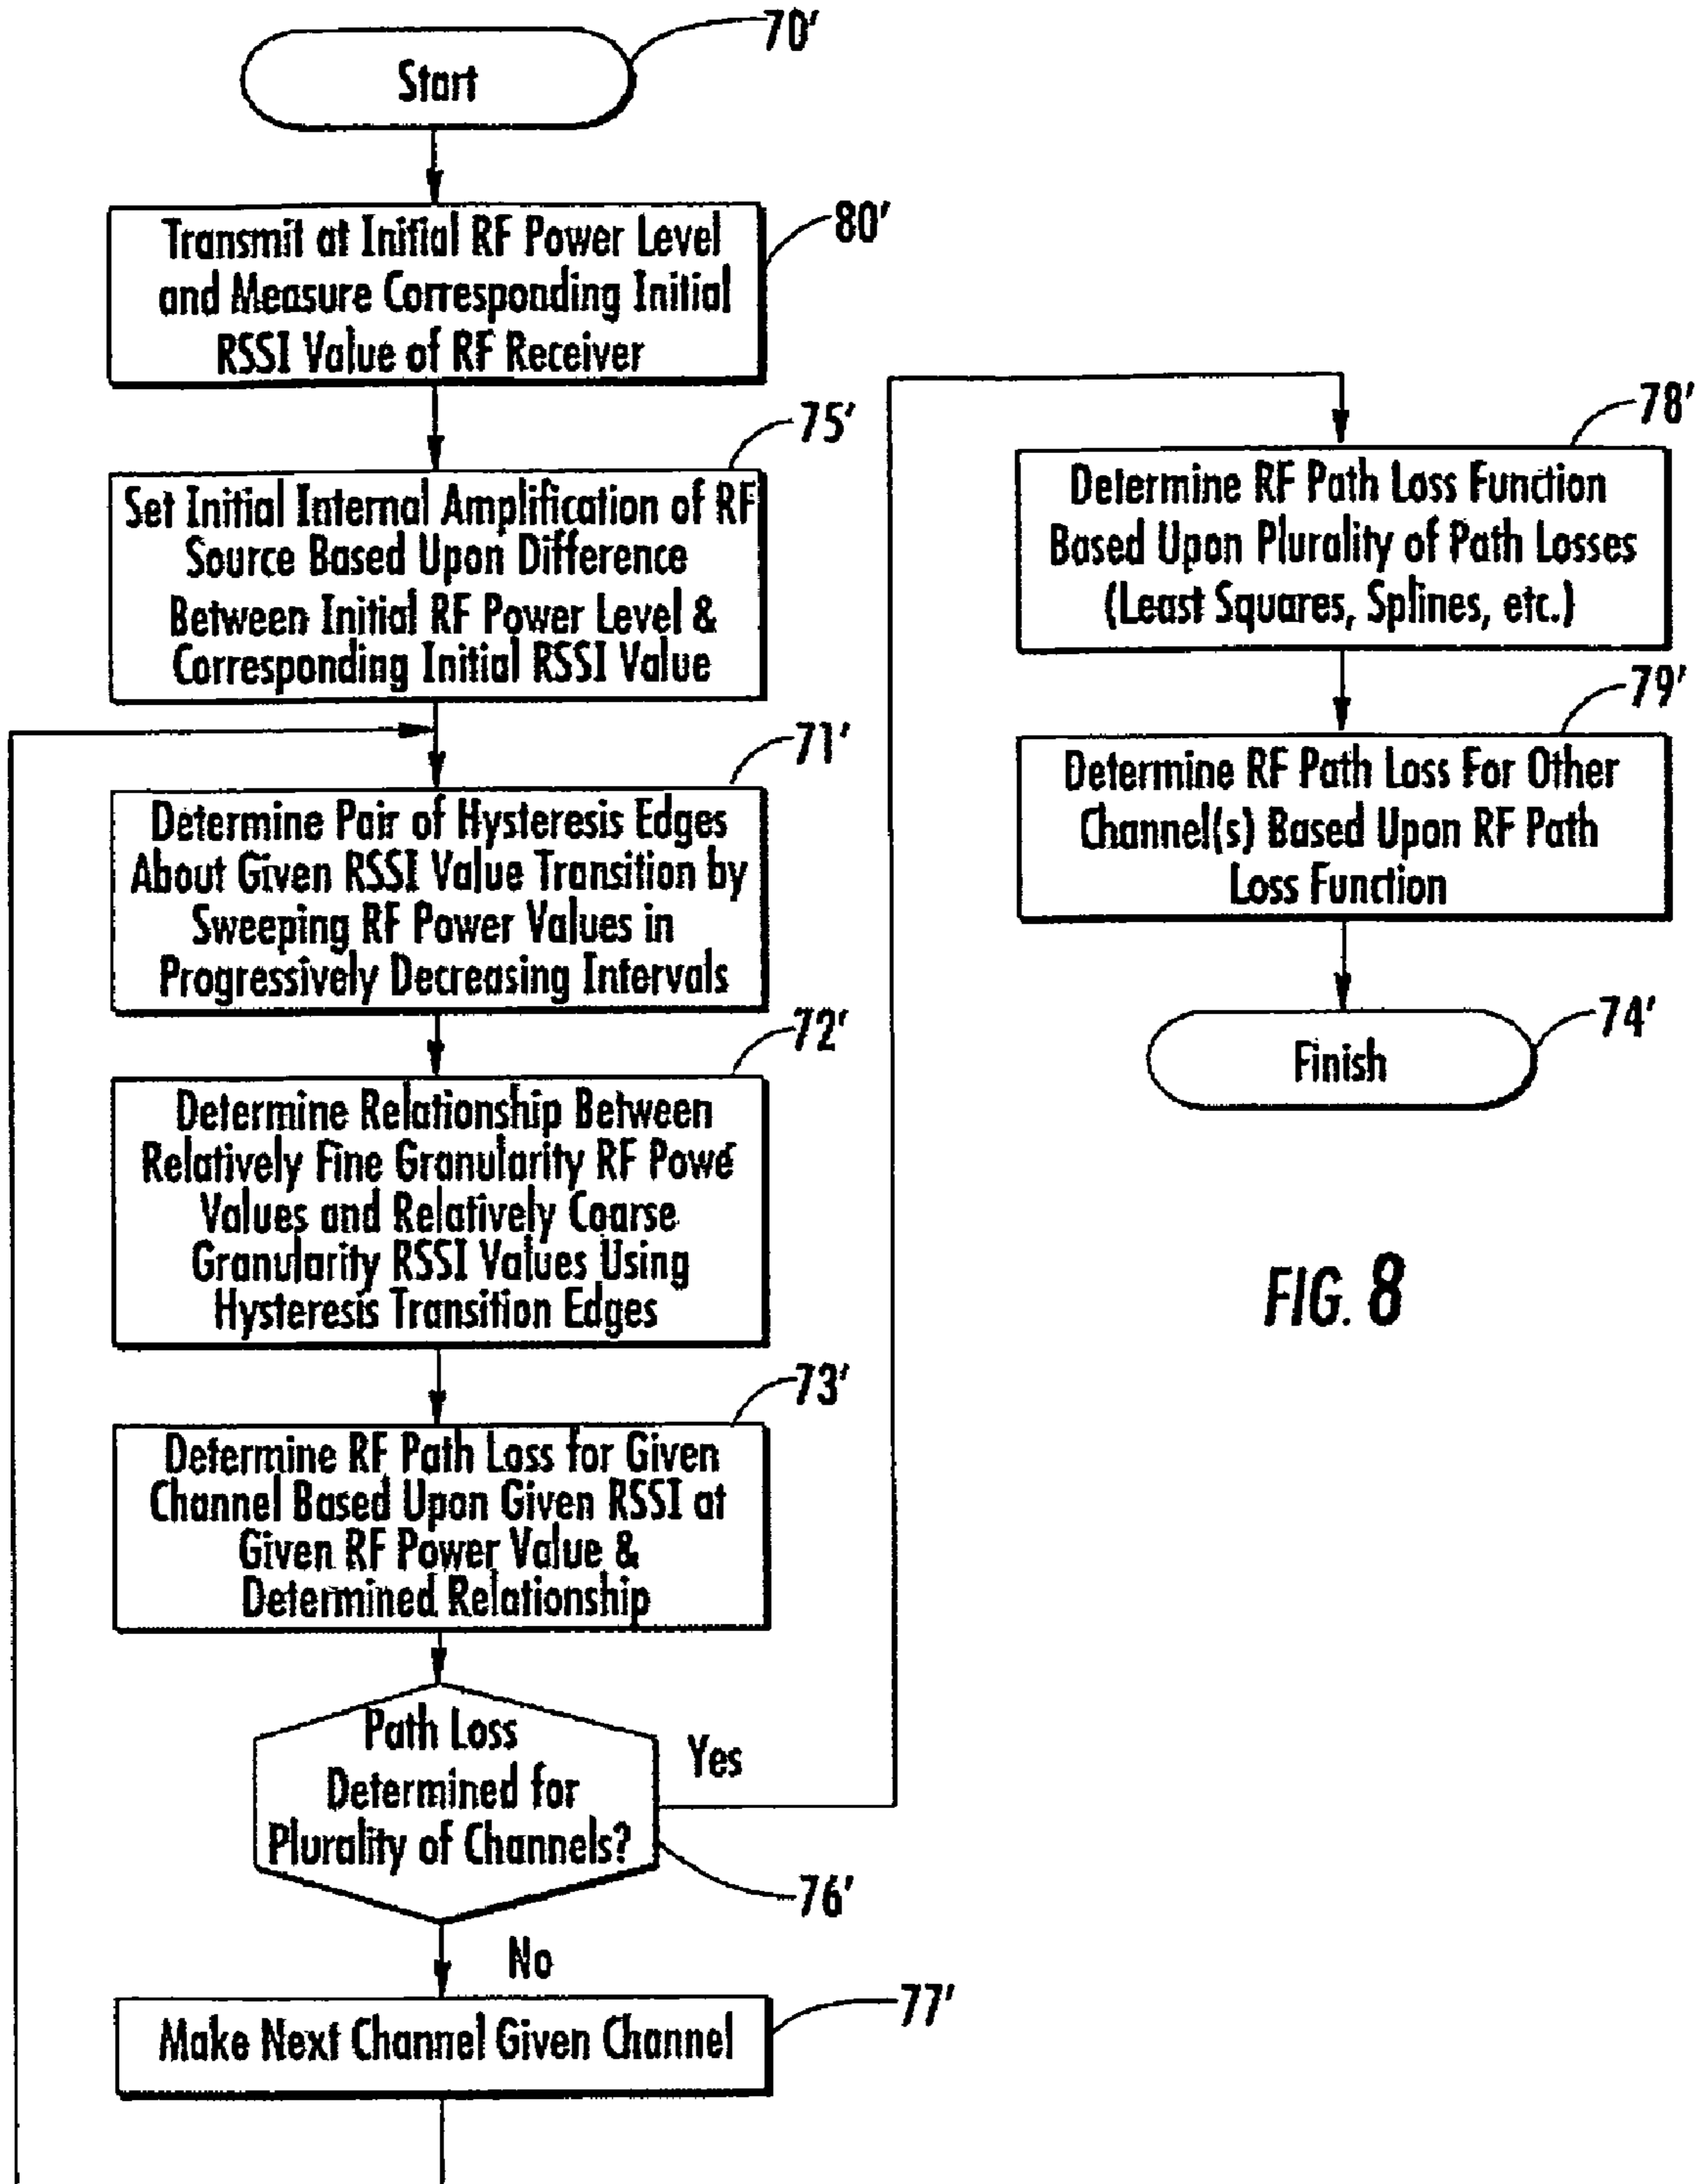 70'
Start
80'
Transmit at Initial RF Power Level
and Measure Corresponding Initial
RSSI Value of RF Receiver
75'
Set Initial Internal Amplification of RF
Source Based Upon Difference
Between Initial RF Power Level &
Corresponding Initial RSSI Value
71'
Determine Pair of Hysteresis Edges
About Given RSSI Value Transition by
Sweeping RF Power Values in
Progressively Decreasing Intervals
72'
Determine Relationship Between
Relatively Fine Granularity RF Powe
Values and Relatively Coarse
Granularity RSSI Values Using
Hysteresis Transition Edges
73'
Determine RF Path Loss for Given
Channel Based Upon Given RSSI at
Given RF Power Value &
Determined Relationship
Path Loss
Determined for
Plurality of Channels?
Yes
76'
No
77'
Make Next Channel Given Channel
78'
Determine RF Path Loss Function
Based Upon Plurality of Path Losses
(Least Squares, Splines, etc.)
79'
Determine RF Path Loss For Other
Channel(s) Based Upon RF Path
Loss Function
74'
Finish
FIG. 8